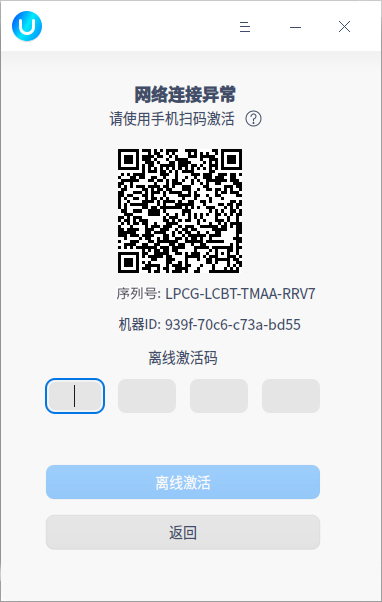 网络连接异常
请使用手机扫码激活
序列号: LPCG-LCBT-TMAA-RRV7
机器ID: 939f-70c6-c73a-bd55
离线激活码
离线激活
返回